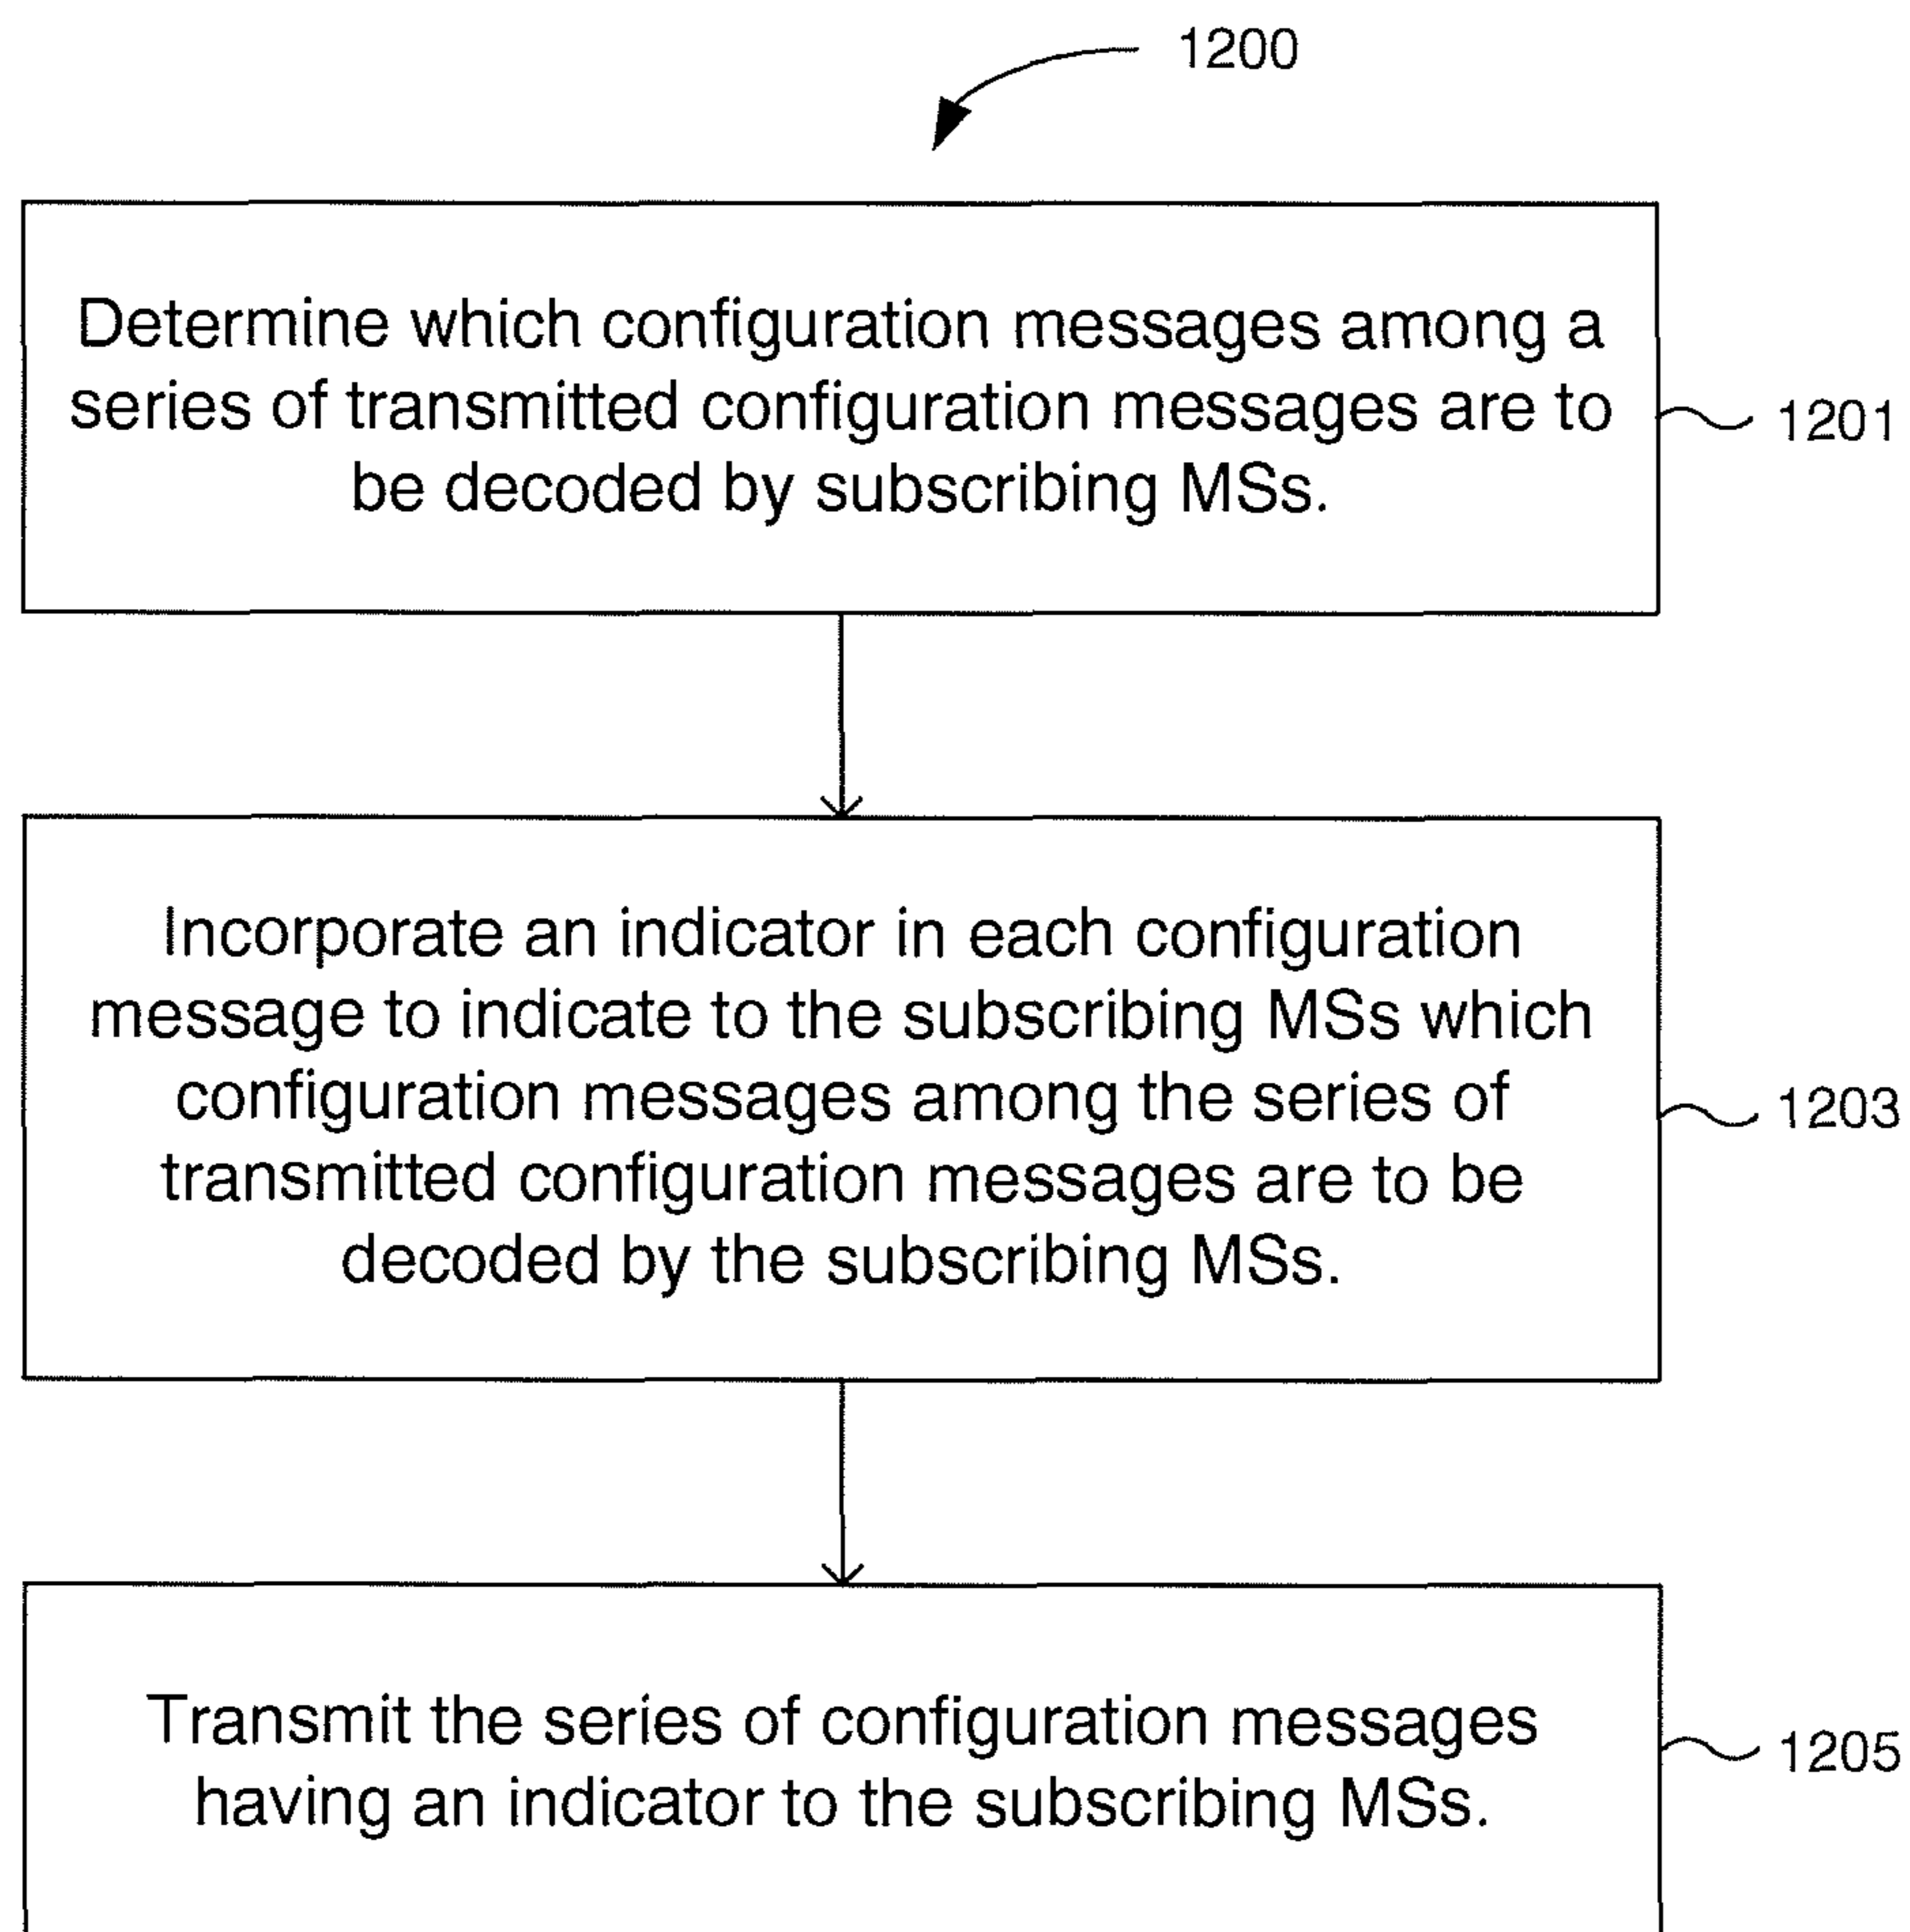 1200
Determine which configuration messages among a
series of transmitted configuration messages are to
be decoded by subscribing MSs.
1201
Incorporate an indicator in each configuration
message to indicate to the subscribing MSs which
configuration messages among the series of
transmitted configuration messages are to be
decoded by the subscribing MSs.
1203
Transmit the series of configuration messages
having an indicator to the subscribing MSs.
1205